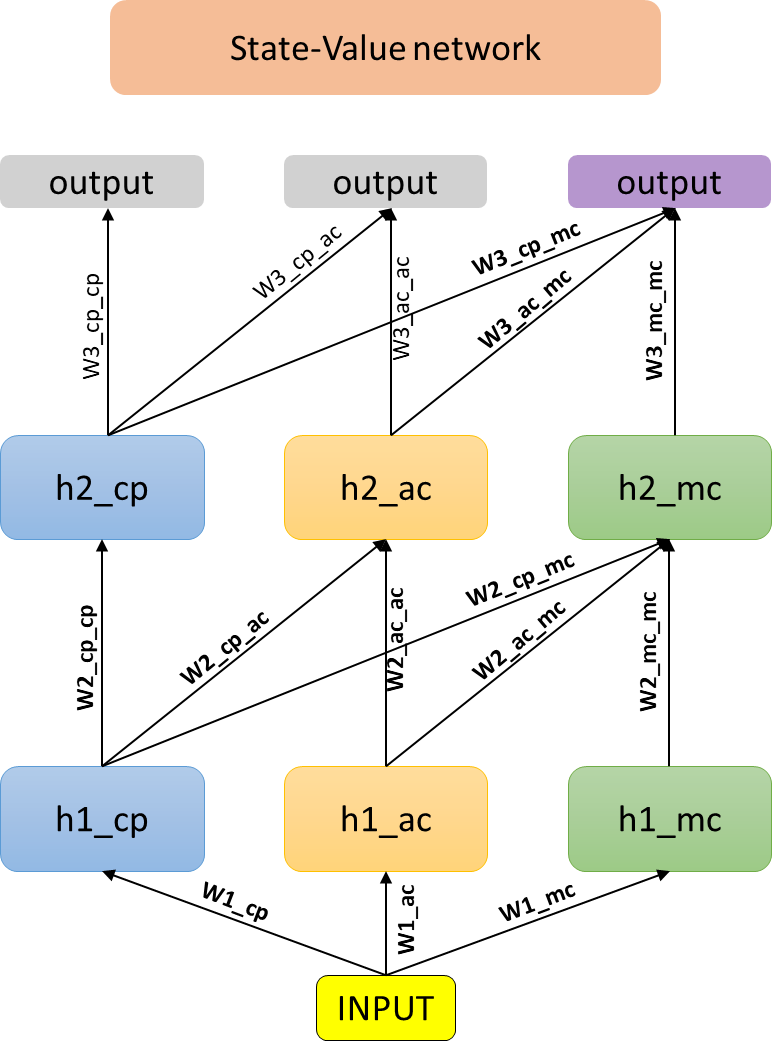 State-Value network
output
output
output
W3_cp_cp
W3_cp_ac
W3_ac_ac
W3_cp_mc
W3_ac_mc
W3_mc_mc
h2_cp
h2_ac
h2_mc
W2_cp_cp
W2_cp_ac
W2_ac_ac
W2_cp_mc
W2_ac_mc
W2_mc_mc
h1_cp
h1_ac
h1_mc
W1_cp
W1_ac
W1_mc
INPUT